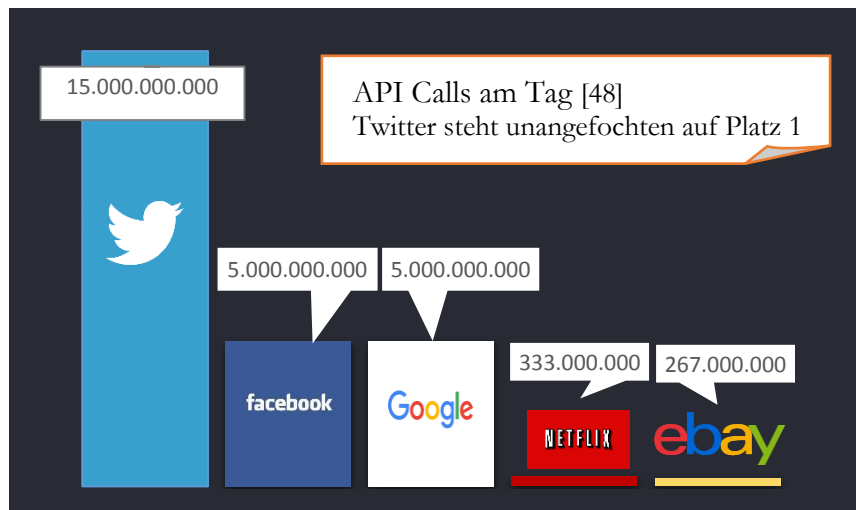 15.000.000.000
API Calls am Tag [48]
Twitter steht unangefochten auf Platz 1
5.000.000.000
5.000.000.000
333.000.000
267.000.000
facebook
Google
NETFLIX
ebay